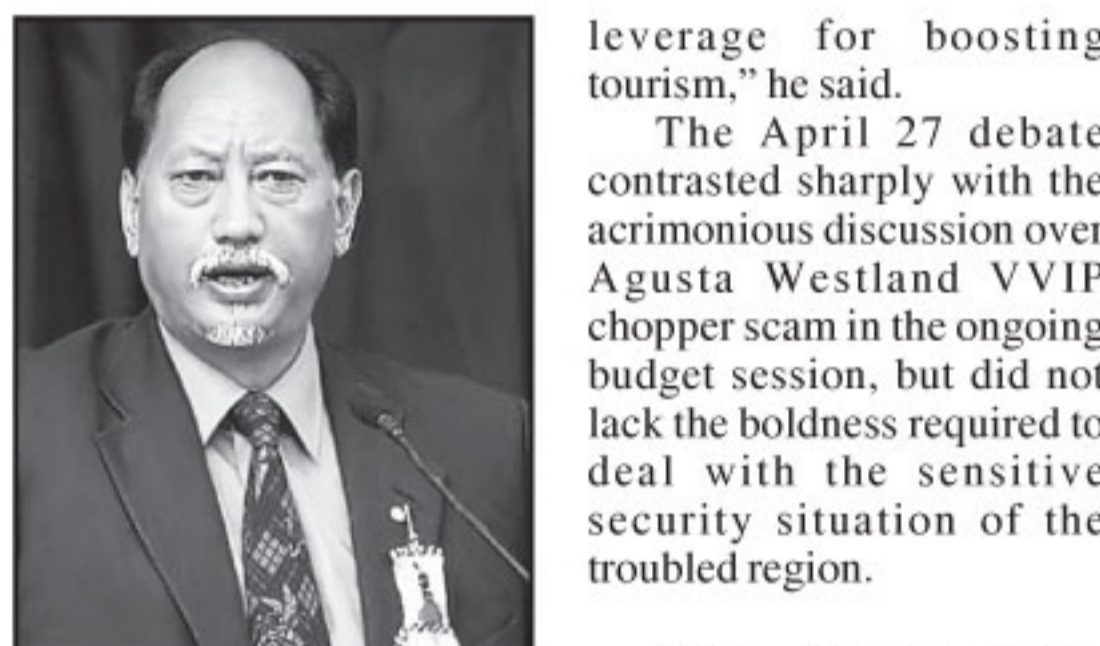 leverage for boosting
tourism,” he said.
The April 27 debate
contrasted sharply with the
acrimonious discussion over
Agusta Westland VVIP
chopper scam in the ongoing
budget session, but did not
lack the boldness required to
deal with the sensitive
security situation of the
troubled region.